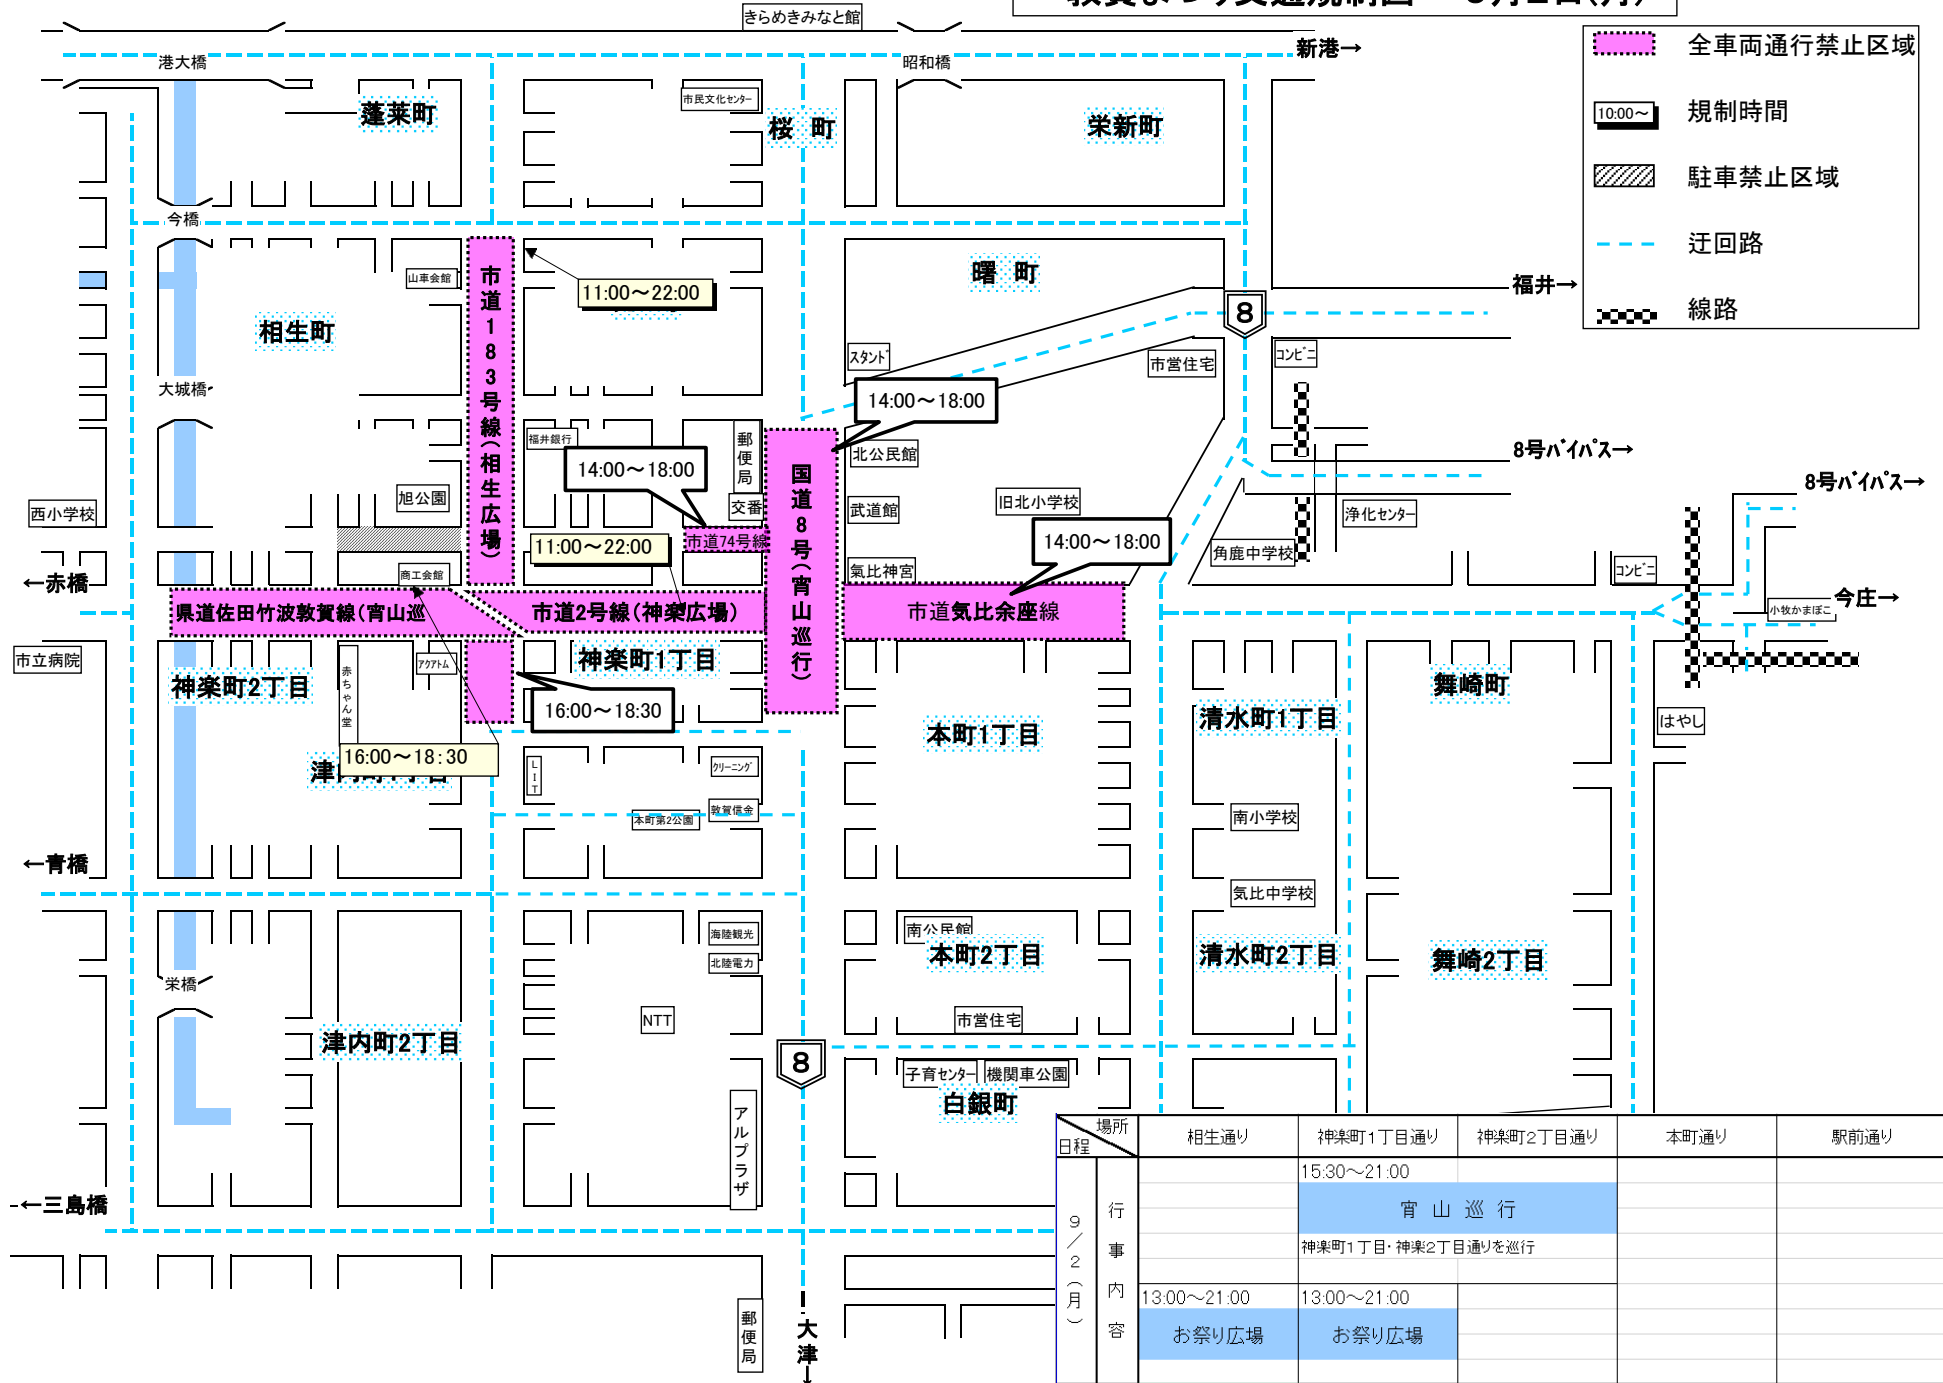 きらめきみなと館
敦賀まつり交通規制図
9月2日(月)
新港→
港大橋
昭和橋
全車両通行禁止区域
10:00～
規制時間
駐車禁止区域
迂回路
線路
市民文化センター
蓬莱町
桜 町
栄新町
今橋
山車会館
市道183号線(相生広場)
11:00～22:00
曙 町
福井→
8
相生町
スタンド
市営住宅
コンビニ
大城橋
14:00～18:00
福井銀行
郵便局
北公民館
14:00～18:00
8号バイパス→
8号バイパス→
国道8号(宵山巡行)
旭公園
西小学校
交番
武道館
旧北小学校
浄化センター
11:00～22:00
市道74号線
14:00～18:00
角鹿中学校
←赤橋
商工会館
氣比神宮
コンビニ
今庄→
小牧かまぼこ
県道佐田竹波敦賀線(宵山巡
市道2号線(神楽広場)
市道気比余座線
市立病院
赤ちゃん堂
アクアトム
神楽町1丁目
神楽町2丁目
舞崎町
16:00～18:30
本町1丁目
清水町1丁目
はやし
16:00～18:30
津
目
LIT
クリーニング
敦賀信金
本町第2公園
南小学校
←青橋
気比中学校
海陸観光
北陸電力
南公民館
本町2丁目
清水町2丁目
舞崎2丁目
栄橋
NTT
市営住宅
津内町2丁目
8
子育センター
機関車公園
白銀町
アルプラザ
←三島橋
郵便局
大津↓
場所
日程
相生通り
神楽町1丁目通り
神楽町2丁目通り
本町通り
駅前通り
9/2(月)
行事内容
15:30～21:00
宵 山 巡 行
神楽町1丁目・神楽2丁目通りを巡行
13:00～21:00
13:00～21:00
お祭り広場
お祭り広場